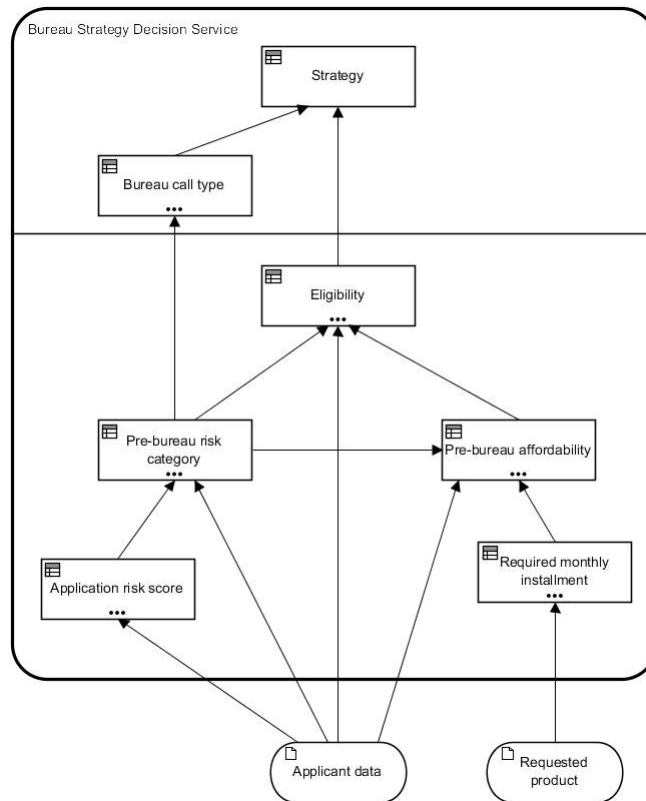 Bureau Strategy Decision Service
Strategy
Bureau call type
Eligibility
Pre-bureau risk
category
Pre-bureau affordability
Application risk score
Required monthly
installment
Applicant data
Requested
product